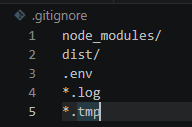 .gitignore
1 node_modules/
2 dist/
3 .env
4 *.log
5 *.tmp